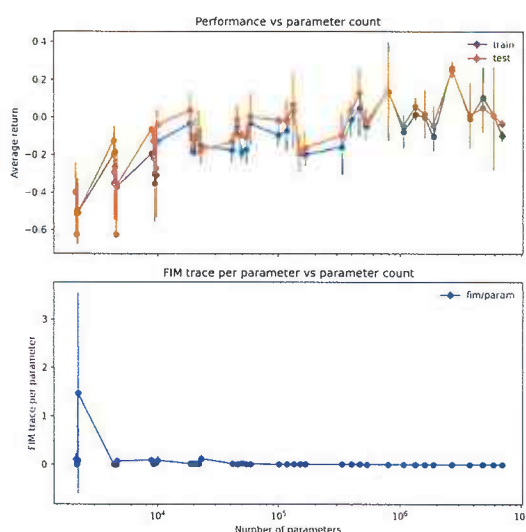 Performance vs parameter count
train
test
Average return
0.4
0.2
0.0
−0.2
−0.4
−0.6
FIM trace per parameter vs parameter count
fim/param
FIM trace per parameter
3
2
1
0
10⁴
10⁵
10⁶
10
Number of parameters